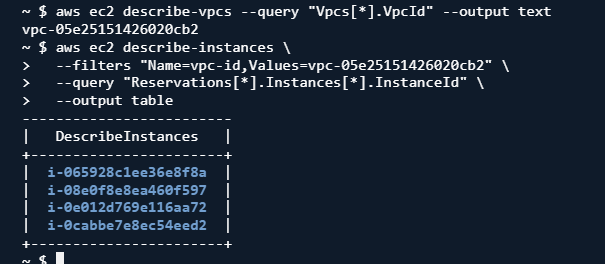 ~ $ aws ec2 describe-vpcs --query "Vpcs[*].VpcId" --output text
vpc-05e25151426020cb2
~ $ aws ec2 describe-instances \
>   --filters "Name=vpc-id,Values=vpc-05e25151426020cb2" \
>   --query "Reservations[*].Instances[*].InstanceId" \
>   --output table
-------------------------
|   DescribeInstances   |
+-----------------------+
|  i-065928c1ee36e8f8a  |
|  i-08e0f8e8ea460f597  |
|  i-0e012d769e116aa72  |
|  i-0cabbe7e8ec54eed2  |
+-----------------------+
~ $